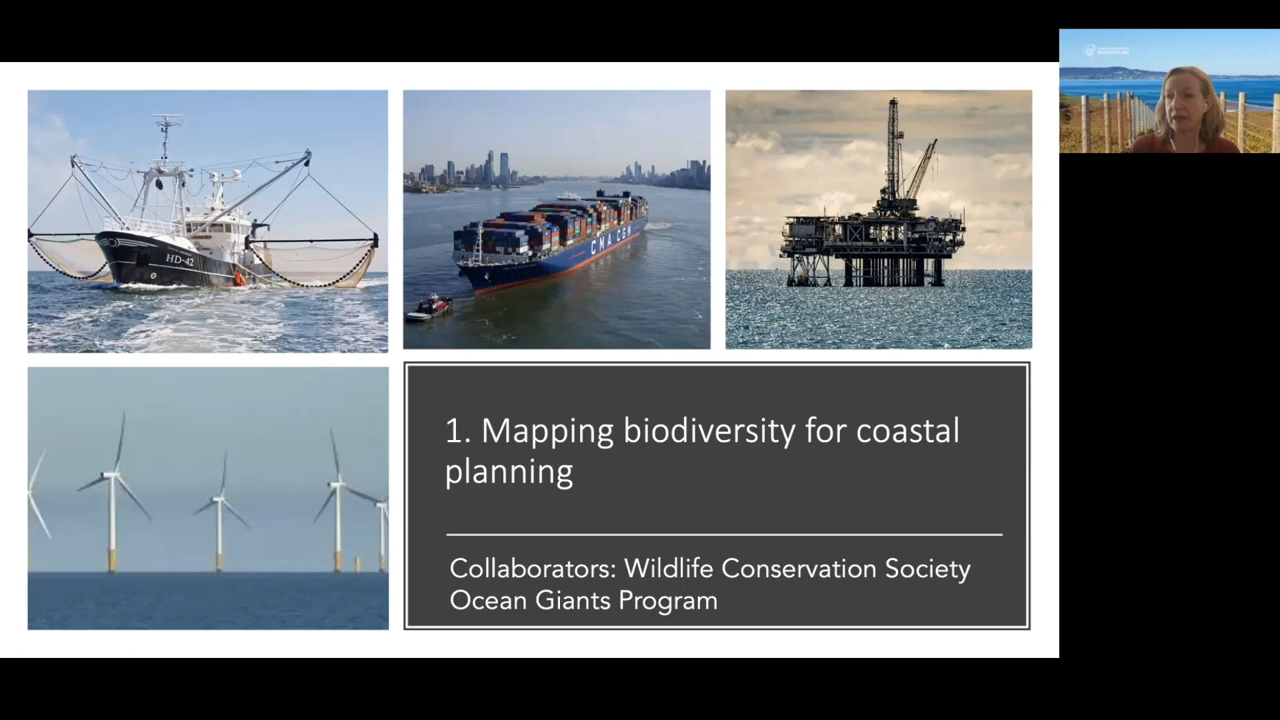 HD-42
CMA CGM
1. Mapping biodiversity for coastal
planning
Collaborators: Wildlife Conservation Society
Ocean Giants Program